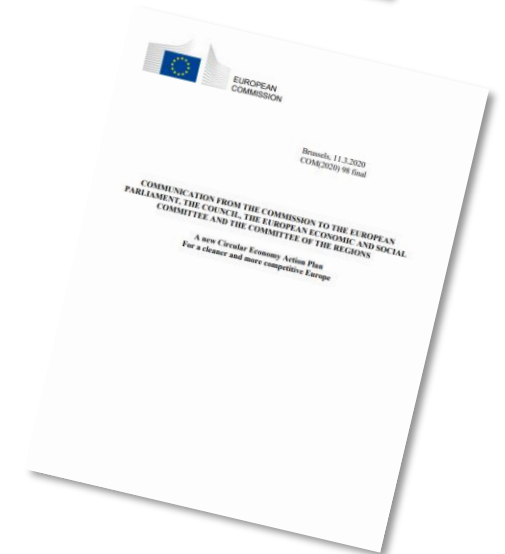 EUROPEAN
COMMISSION
Brussels, 11.3.2020
COM(2020) 98 final
COMMUNICATION FROM THE COMMISSION TO THE EUROPEAN
PARLIAMENT, THE COUNCIL, THE EUROPEAN ECONOMIC AND SOCIAL
COMMITTEE AND THE COMMITTEE OF THE REGIONS
A new Circular Economy Action Plan
For a cleaner and more competitive Europe